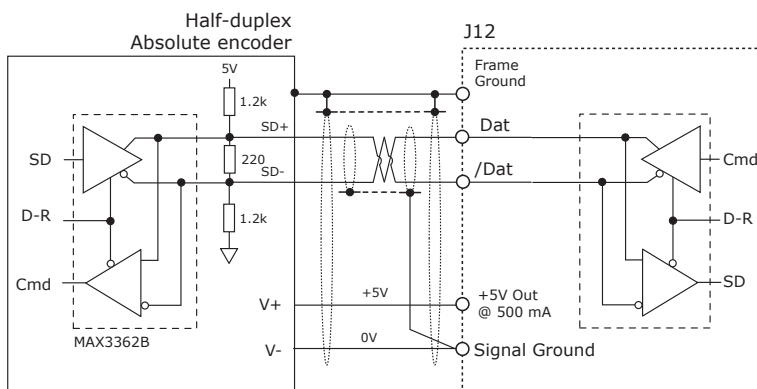 Half-duplex
Absolute encoder
J12
5V
Frame
Ground
1.2k
SD+
Dat
SD
220
Cmd
SD-
/Dat
D-R
1.2k
D-R
Cmd
SD
V+
+5V
+5V Out
@ 500 mA
MAX3362B
V-
0V
Signal Ground